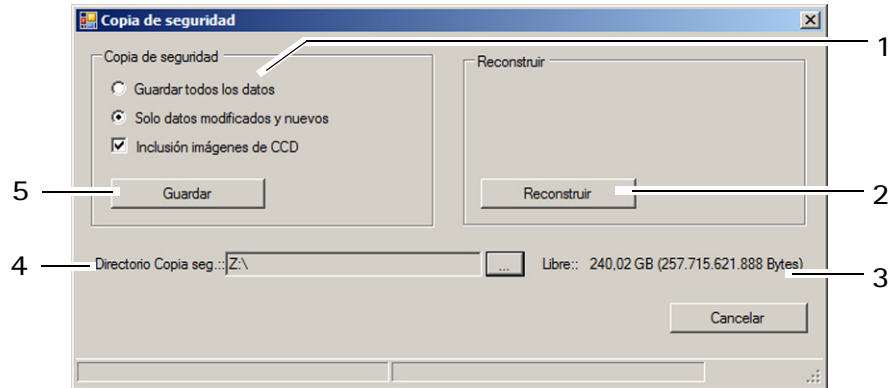 Copia de seguridad
1
Copia de seguridad
Reconstruir
Guardar todos los datos
Solo datos modificados y nuevos
Inclusión imágenes de CCD
5
Guardar
Reconstruir
2
4
Directorio Copia seg.::
Z:\
...
Libre:: 240,02 GB (257.715.621.888 Bytes)
3
Cancelar